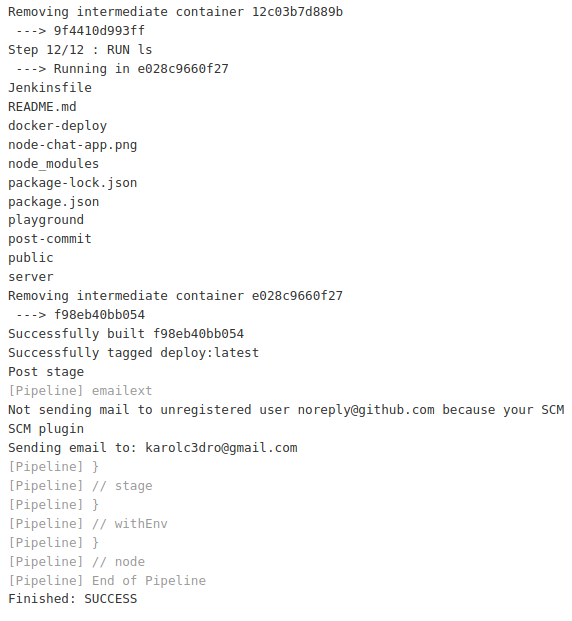 Removing intermediate container 12c03b7d889b
 ---> 9f4410d993ff
Step 12/12 : RUN ls
 ---> Running in e028c9660f27
Jenkinsfile
README.md
docker-deploy
node-chat-app.png
node_modules
package-lock.json
package.json
playground
post-commit
public
server
Removing intermediate container e028c9660f27
 ---> f98eb40bb054
Successfully built f98eb40bb054
Successfully tagged deploy:latest
Post stage
[Pipeline] emailext
Not sending mail to unregistered user noreply@github.com because your SCM
SCM plugin
Sending email to: karolc3dro@gmail.com
[Pipeline] }
[Pipeline] // stage
[Pipeline] }
[Pipeline] // withEnv
[Pipeline] }
[Pipeline] // node
[Pipeline] End of Pipeline
Finished: SUCCESS